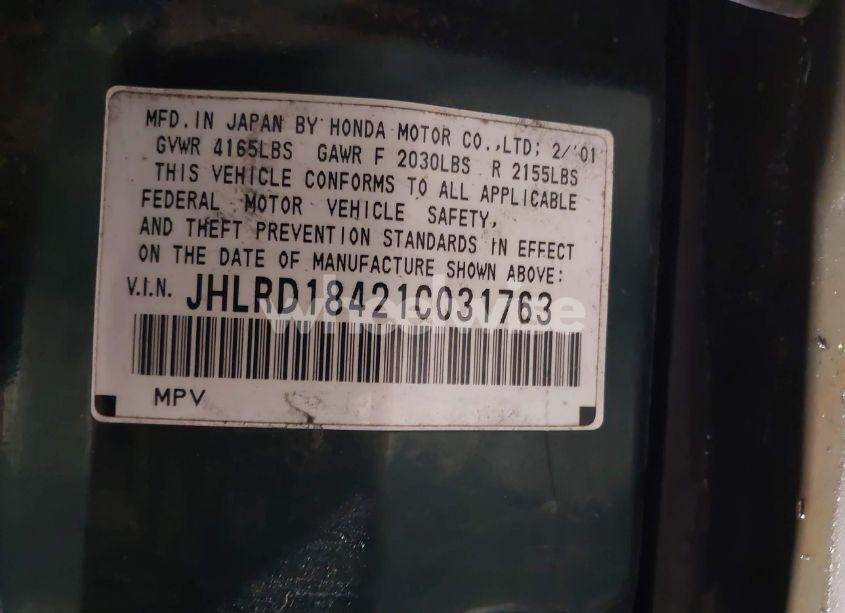 MFD.IN JAPAN BY HONDA MOTOR CO.,LTD; 2/'01
GVWR 4165LBS GAWR F 2030LBS R 2155LBS
THIS VEHICLE CONFORMS TO ALL APPLICABLE
FEDERAL MOTOR VEHICLE SAFETY,
AND THEFT PREVENTION STANDARDS IN EFFECT
ON THE DATE OF MANUFACTURE SHOWN ABOVE:
V.I.N. JHLRD18421C031763
wheelwise
MPV